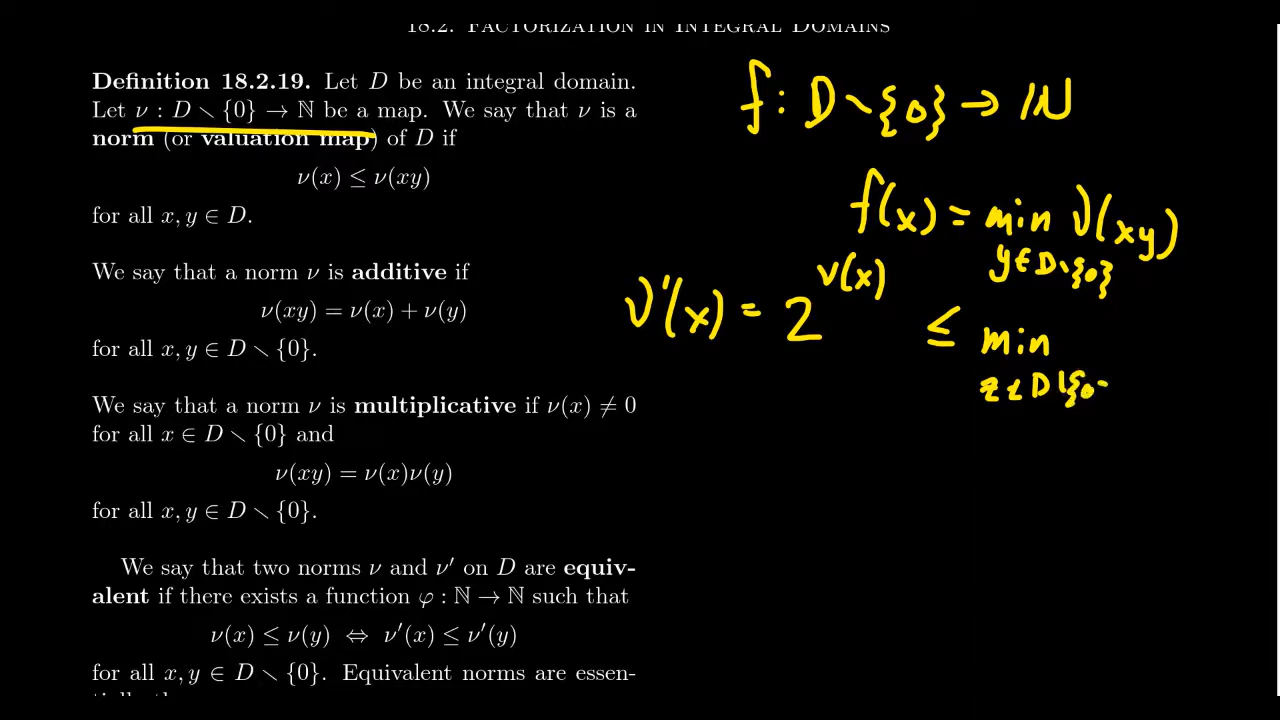 18.2. FACTORIZATION IN INTEGRAL DOMAINS
Definition 18.2.19. Let D be an integral domain.
Let ν : D ∖ {0} → ℕ be a map. We say that ν is a
norm (or valuation map) of D if
ν(x) ≤ ν(xy)
for all x, y ∈ D.
We say that a norm ν is additive if
ν(xy) = ν(x) + ν(y)
for all x, y ∈ D ∖ {0}.
We say that a norm ν is multiplicative if ν(x) ≠ 0
for all x ∈ D ∖ {0} and
ν(xy) = ν(x)ν(y)
for all x, y ∈ D ∖ {0}.
We say that two norms ν and ν′ on D are equiv-
alent if there exists a function φ : ℕ → ℕ such that
ν(x) ≤ ν(y) ⇔ ν′(x) ≤ ν′(y)
for all x, y ∈ D ∖ {0}. Equivalent norms are essen-
f : D ∖ {0} → ℕ
f(x) = min ν(xy)
y ∈ D ∖ {0}
ν′(x) = 2^ν(x) ≤ min
z ∈ D ∖ {0